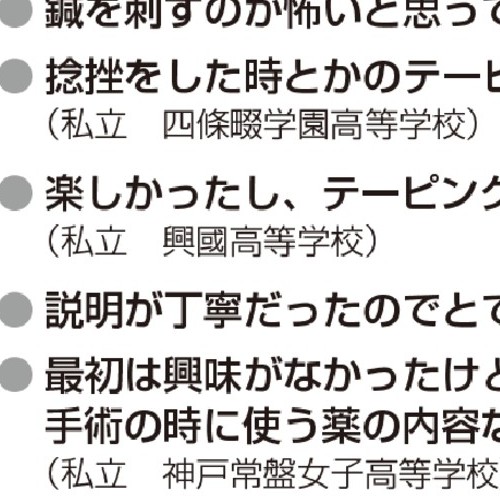 鍼を刺すのが怖いと思って
捻挫をした時とかのテーピ
（私立　四條畷学園高等学校）
楽しかったし、テーピング
（私立　興國高等学校）
説明が丁寧だったのでとて
最初は興味がなかったけど
手術の時に使う薬の内容な
（私立　神戸常盤女子高等学校